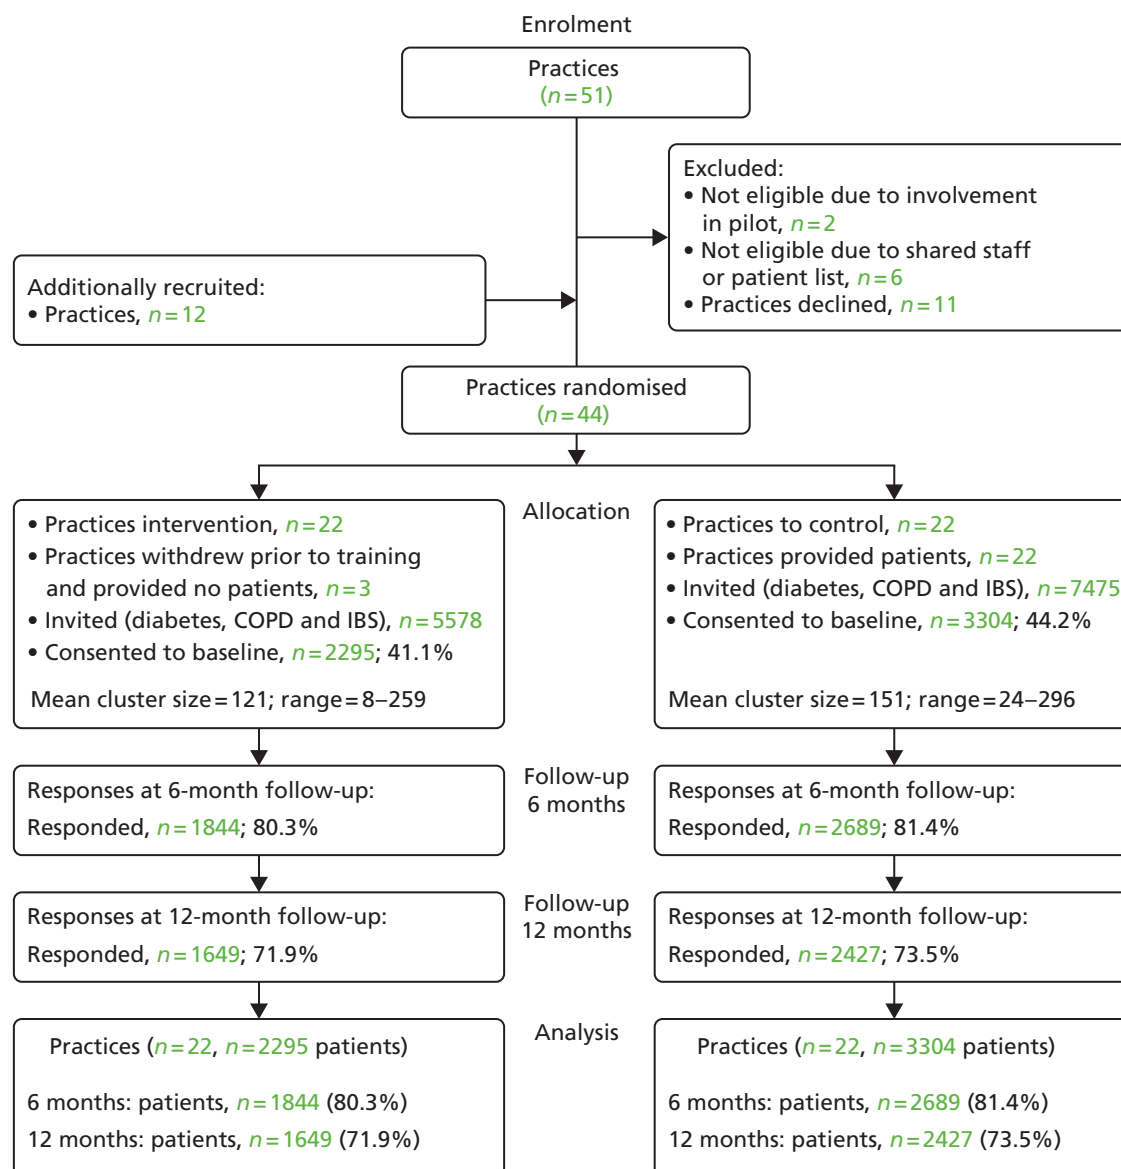 Enrolment
Practices
(n=51)
Excluded:
• Not eligible due to involvement
in pilot, n=2
• Not eligible due to shared staff
or patient list, n=6
• Practices declined, n=11
Additionally recruited:
• Practices, n=12
Practices randomised
(n=44)
Allocation
• Practices intervention, n=22
• Practices withdrew prior to training
and provided no patients, n=3
• Invited (diabetes, COPD and IBS), n=5578
• Consented to baseline, n=2295; 41.1%
Mean cluster size=121; range=8–259
• Practices to control, n=22
• Practices provided patients, n=22
• Invited (diabetes, COPD and IBS), n=7475
• Consented to baseline, n=3304; 44.2%
Mean cluster size=151; range=24–296
Follow-up
6 months
Responses at 6-month follow-up:
Responded, n=1844; 80.3%
Responses at 6-month follow-up:
Responded, n=2689; 81.4%
Follow-up
12 months
Responses at 12-month follow-up:
Responded, n=1649; 71.9%
Responses at 12-month follow-up:
Responded, n=2427; 73.5%
Analysis
Practices (n=22, n=2295 patients)
6 months: patients, n=1844 (80.3%)
12 months: patients, n=1649 (71.9%)
Practices (n=22, n=3304 patients)
6 months: patients, n=2689 (81.4%)
12 months: patients, n=2427 (73.5%)